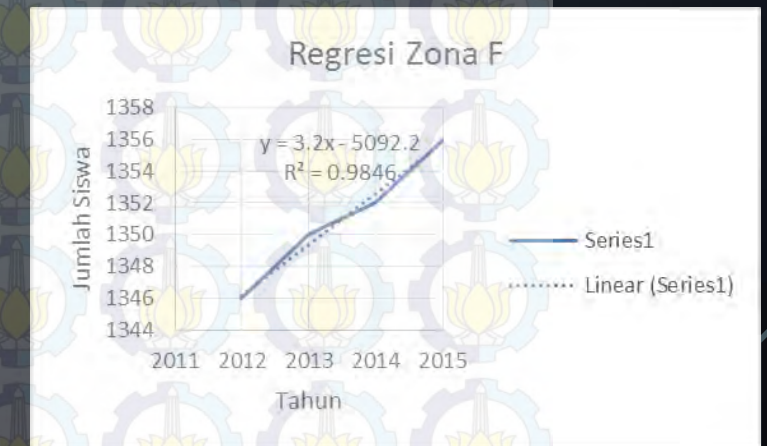 Regresi Zona F
1358
1356
1354
1352
1350
1348
1346
1344
Jumlah Siswa
y = 3.2x - 5092.2
R² = 0.9846
2011 2012 2013 2014 2015
Tahun
Series1
Linear (Series1)